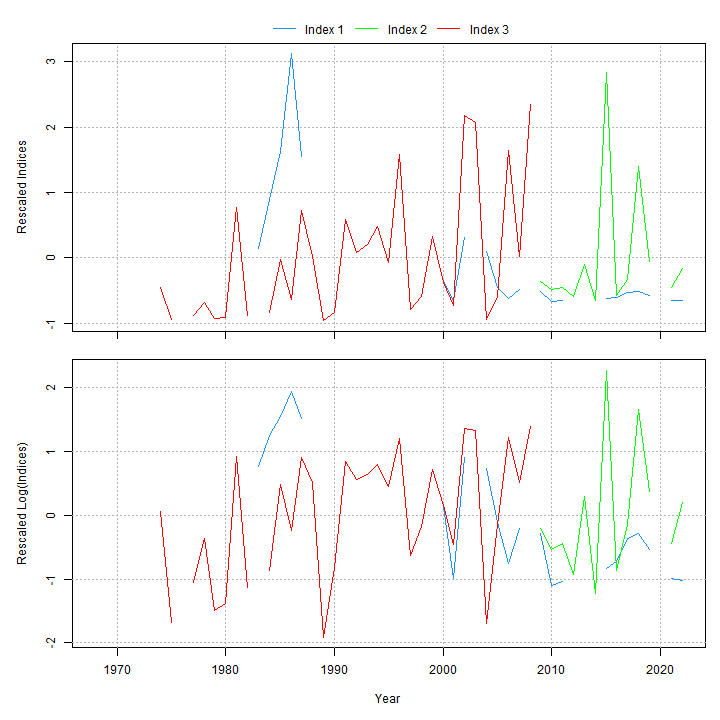 Index 1 Index 2 Index 3
Rescaled Indices
3
2
1
0
-1
Rescaled Log(Indices)
2
1
0
-1
-2
1970 1980 1990 2000 2010 2020
Year